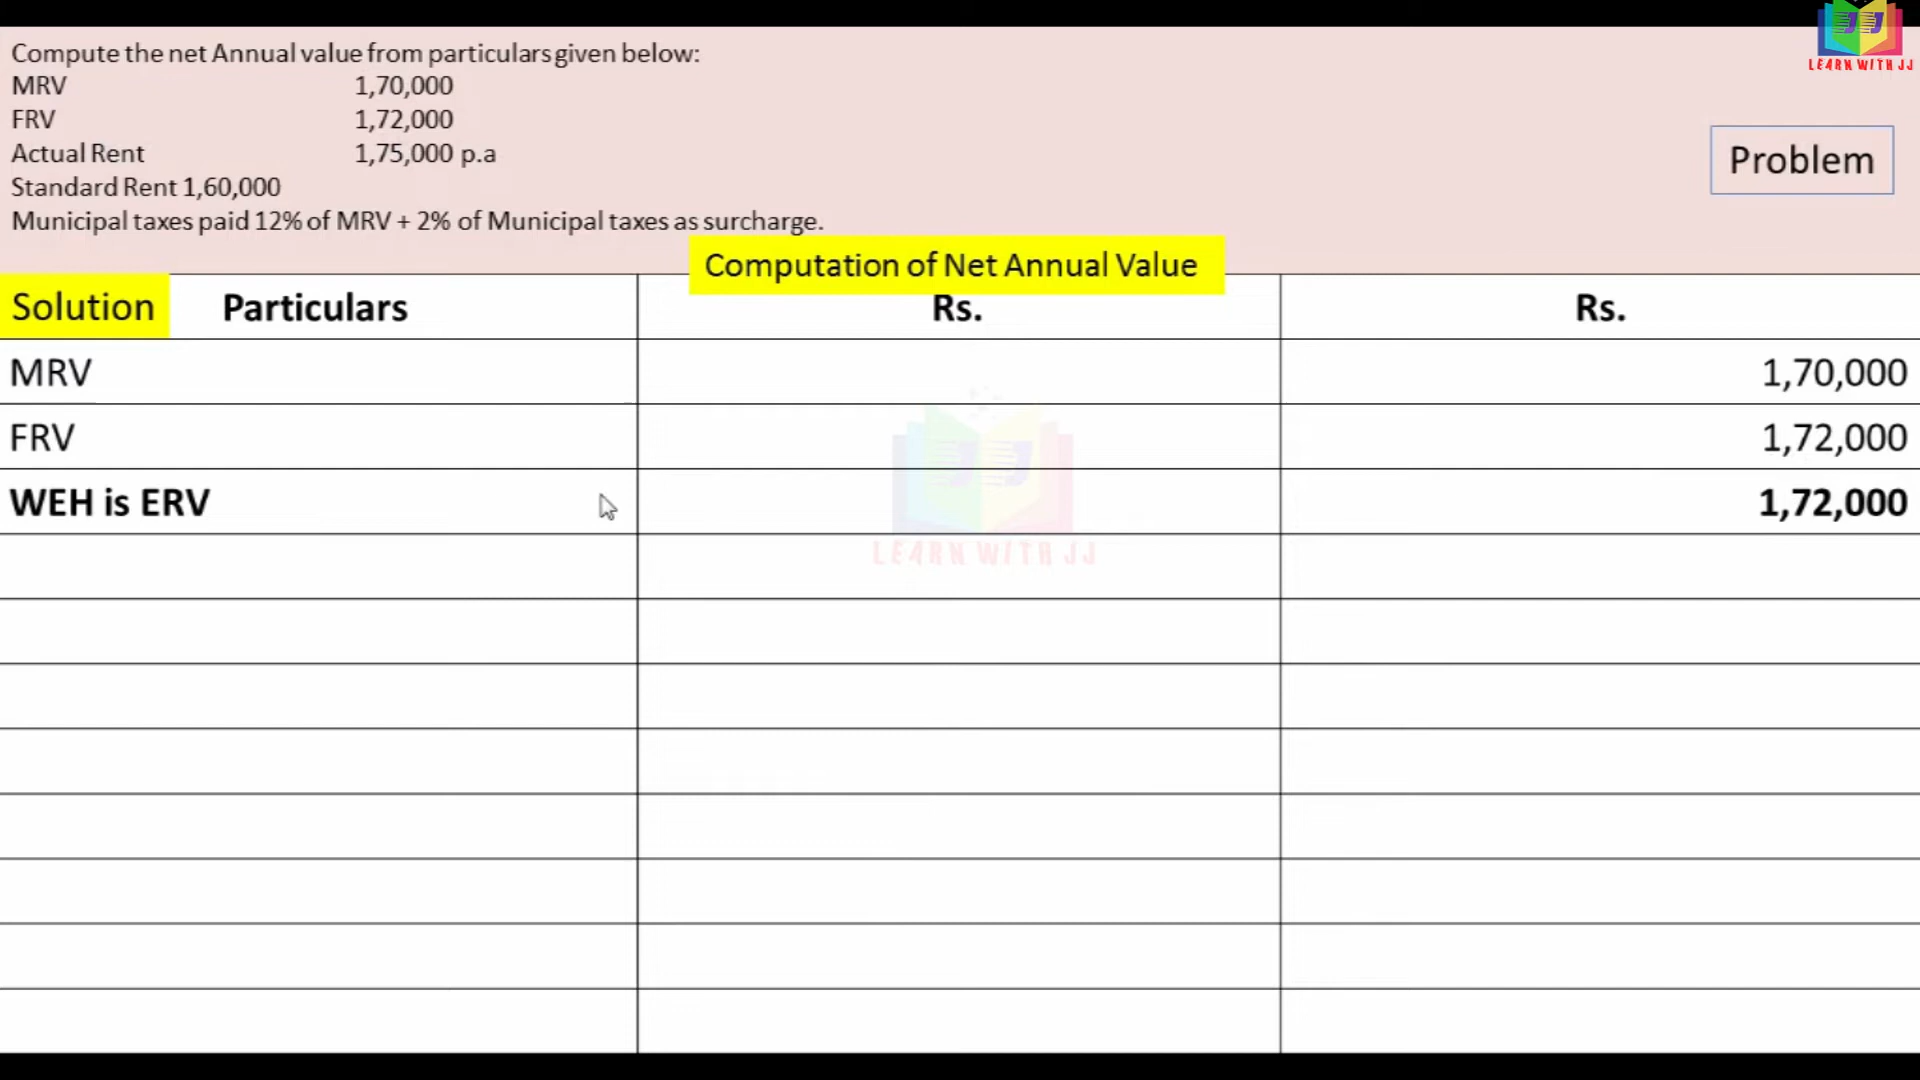 LEARN WITH JJ
Compute the net Annual value from particulars given below:
MRV 1,70,000
FRV 1,72,000
Actual Rent 1,75,000 p.a
Standard Rent 1,60,000
Municipal taxes paid 12% of MRV + 2% of Municipal taxes as surcharge.
Problem
Computation of Net Annual Value
Solution Particulars Rs. Rs.
MRV 1,70,000
FRV 1,72,000
WEH is ERV 1,72,000
LEARN WITH JJ